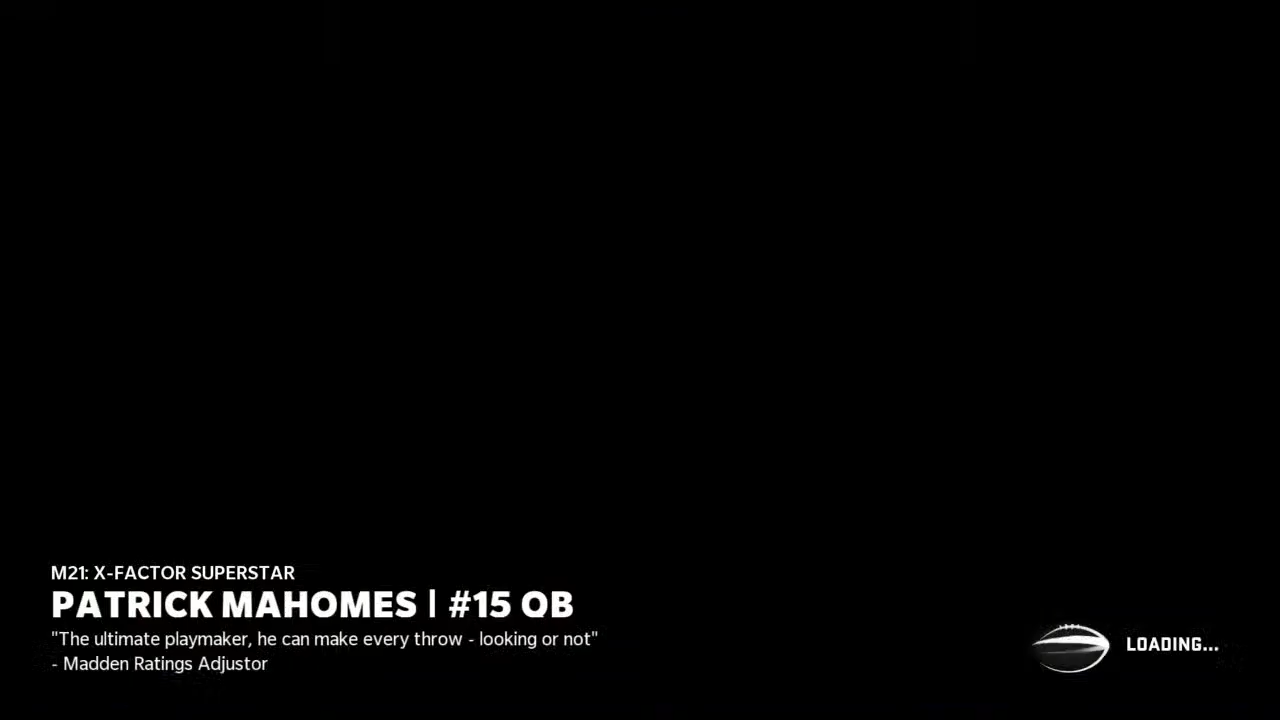 M21: X-FACTOR SUPERSTAR
PATRICK MAHOMES | #15 QB
"The ultimate playmaker, he can make every throw - looking or not"
- Madden Ratings Adjustor
LOADING...